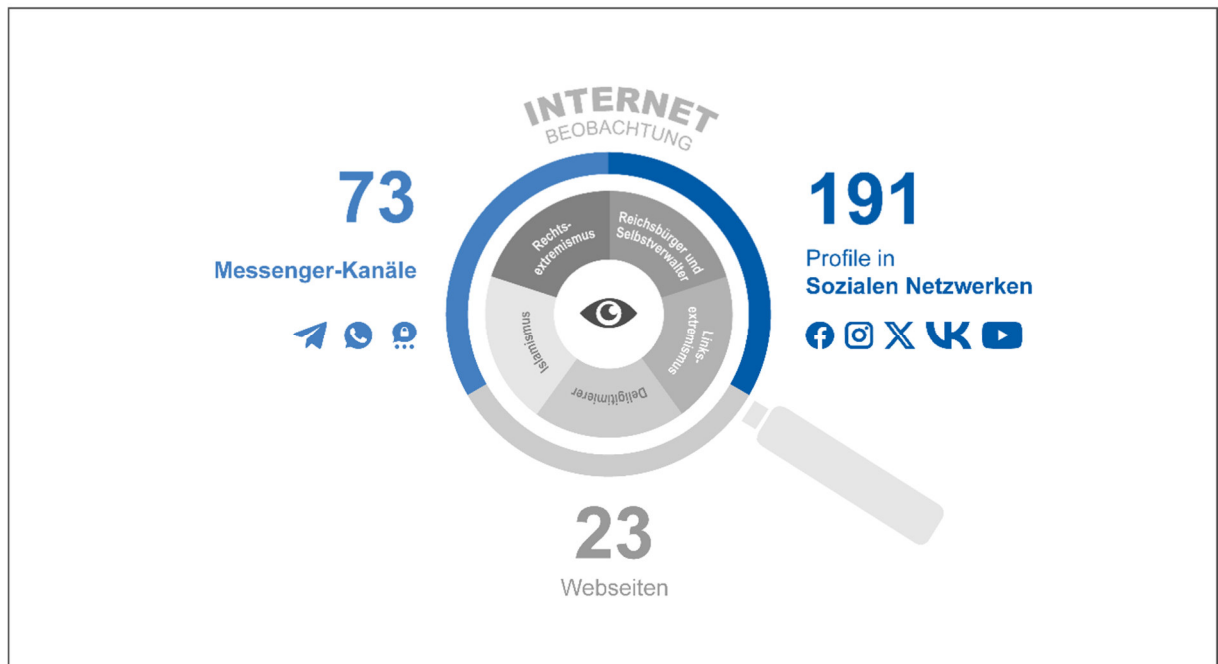 INTERNET
BEOBACHTUNG
73
Messenger-Kanäle
191
Profile in
Sozialen Netzwerken
Rechts-
extremismus
Reichsbürger und
Selbstverwalter
Links-
extremismus
Deligitimierer
Islamismus
23
Webseiten